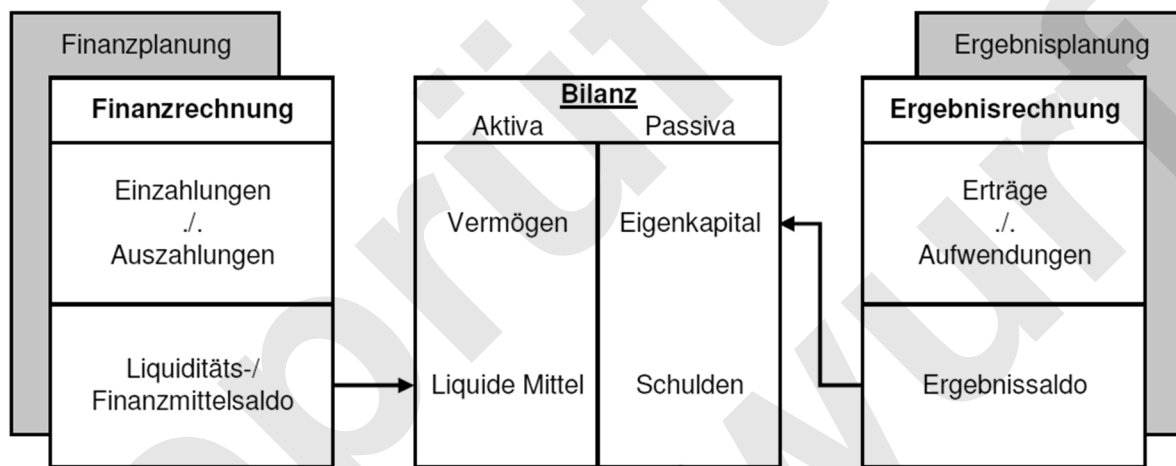 Finanzplanung
Finanzrechnung
Einzahlungen
./.
Auszahlungen
Liquiditäts-/
Finanzmittelsaldo
Bilanz
Aktiva
Passiva
Vermögen
Eigenkapital
Liquide Mittel
Schulden
Ergebnisplanung
Ergebnisrechnung
Erträge
./.
Aufwendungen
Ergebnissaldo